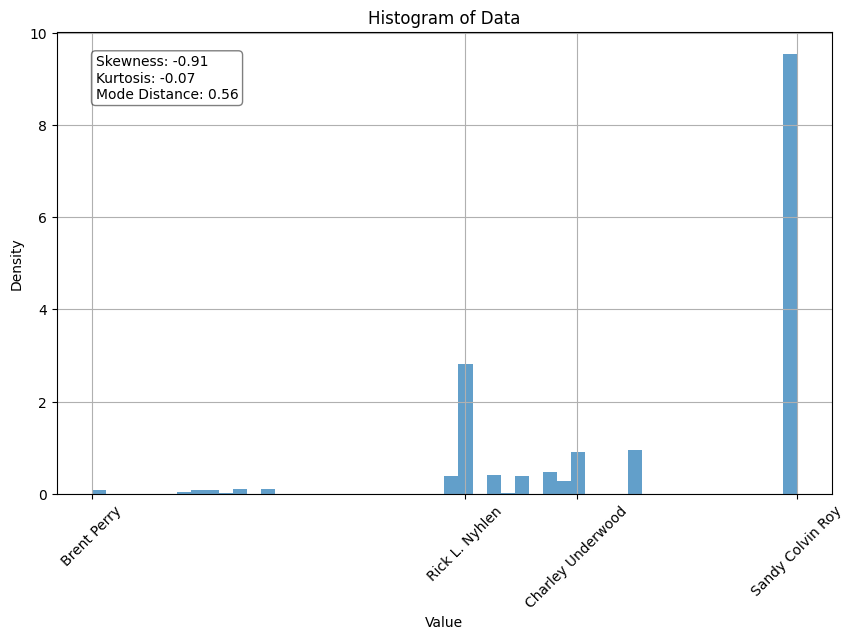 Histogram of Data
10
8
6
4
2
0
Skewness: -0.91
Kurtosis: -0.07
Mode Distance: 0.56
Density
Brent Perry
Rick L. Nyhlen
Charley Underwood
Sandy Colvin Roy
Value